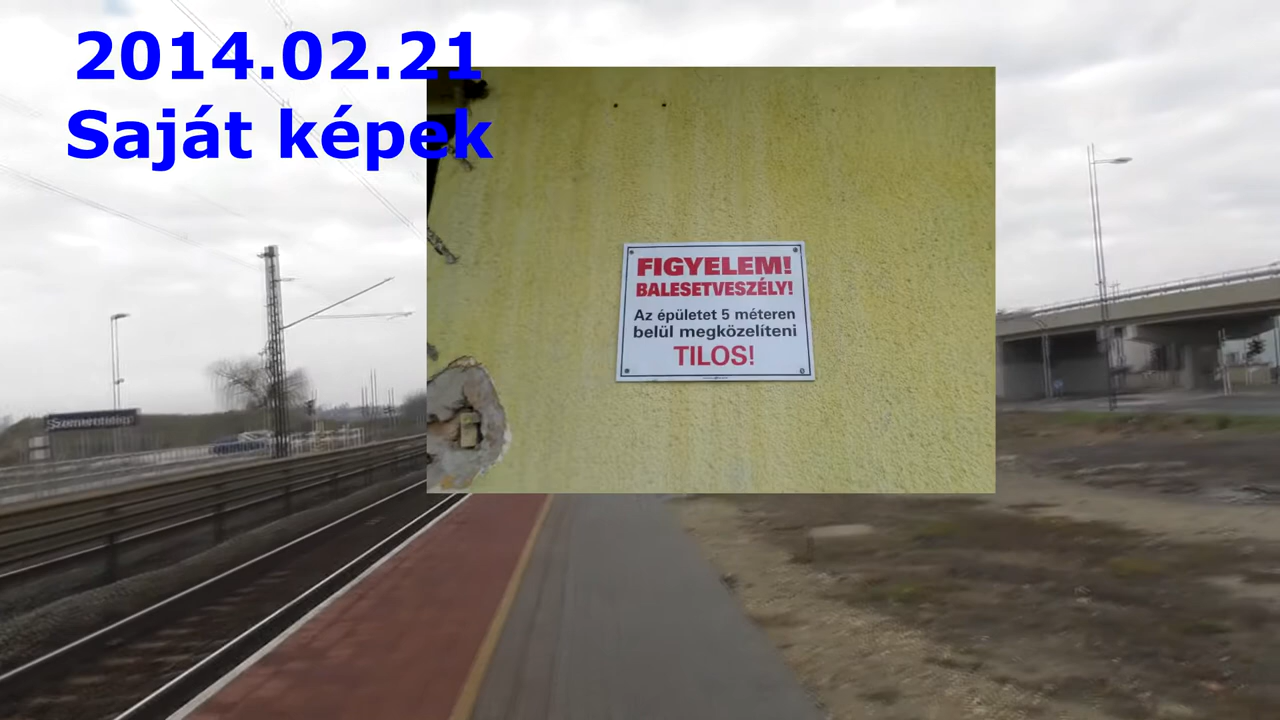 2014.02.21
Saját képek
FIGYELEM!
BALESETVESZÉLY!
Az épületet 5 méteren
belül megközelíteni
TILOS!